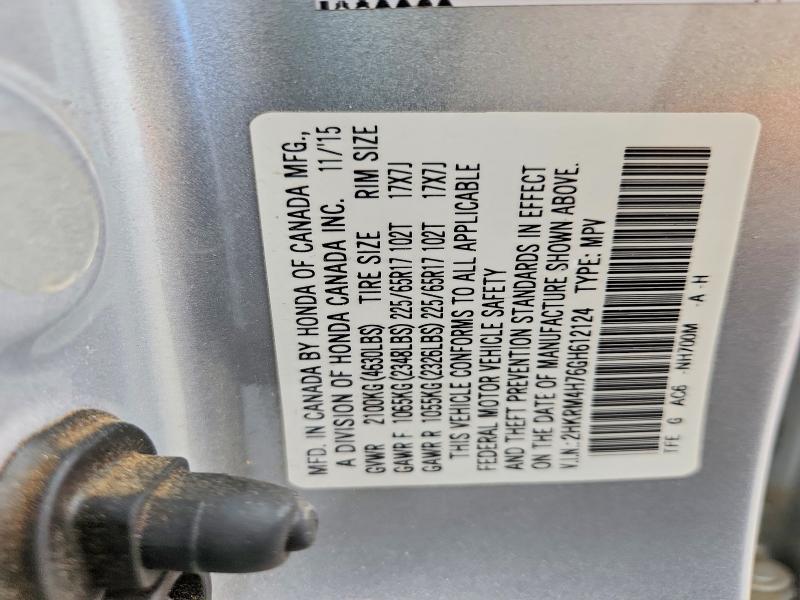 MFD. IN CANADA BY HONDA OF CANADA MFG.,
A DIVISION OF HONDA CANADA INC. 11/'15
GVWR 2100KG (4630LBS) TIRE SIZE RIM SIZE
GAWR F 1065KG (2348LBS) 225/65R17 102T 17X7J
GAWR R 1055KG (2326LBS) 225/65R17 102T 17X7J
THIS VEHICLE CONFORMS TO ALL APPLICABLE
FEDERAL MOTOR VEHICLE SAFETY
AND THEFT PREVENTION STANDARDS IN EFFECT
ON THE DATE OF MANUFACTURE SHOWN ABOVE.
V.I.N.:2HKRM4H76GH612124 TYPE: MPV
TFE G AC6 -NH700M -A -H